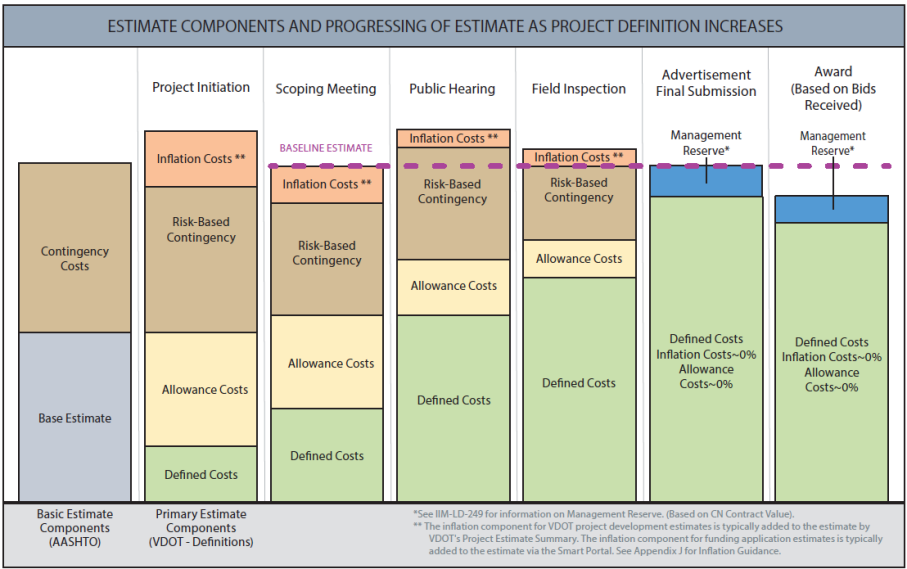 ESTIMATE COMPONENTS AND PROGRESSING OF ESTIMATE AS PROJECT DEFINITION INCREASES
Project Initiation
Scoping Meeting
Public Hearing
Field Inspection
Advertisement
Final Submission
Award
(Based on Bids
Received)
Contingency
Costs
Base Estimate
Inflation Costs **
Risk-Based
Contingency
Allowance Costs
Defined Costs
BASELINE ESTIMATE
Inflation Costs **
Risk-Based
Contingency
Allowance Costs
Defined Costs
Inflation Costs **
Risk-Based
Contingency
Allowance Costs
Defined Costs
Inflation Costs **
Risk-Based
Contingency
Allowance Costs
Defined Costs
Management
Reserve*
Defined Costs
Inflation Costs~0%
Allowance
Costs~0%
Management
Reserve*
Defined Costs
Inflation Costs~0%
Allowance
Costs~0%
Basic Estimate
Components
(AASHTO)
Primary Estimate
Components
(VDOT - Definitions)
*See IIM-LD-249 for information on Management Reserve. (Based on CN Contract Value).
** The inflation component for VDOT project development estimates is typically added to the estimate by
VDOT's Project Estimate Summary. The inflation component for funding application estimates is typically
added to the estimate via the Smart Portal. See Appendix J for Inflation Guidance.